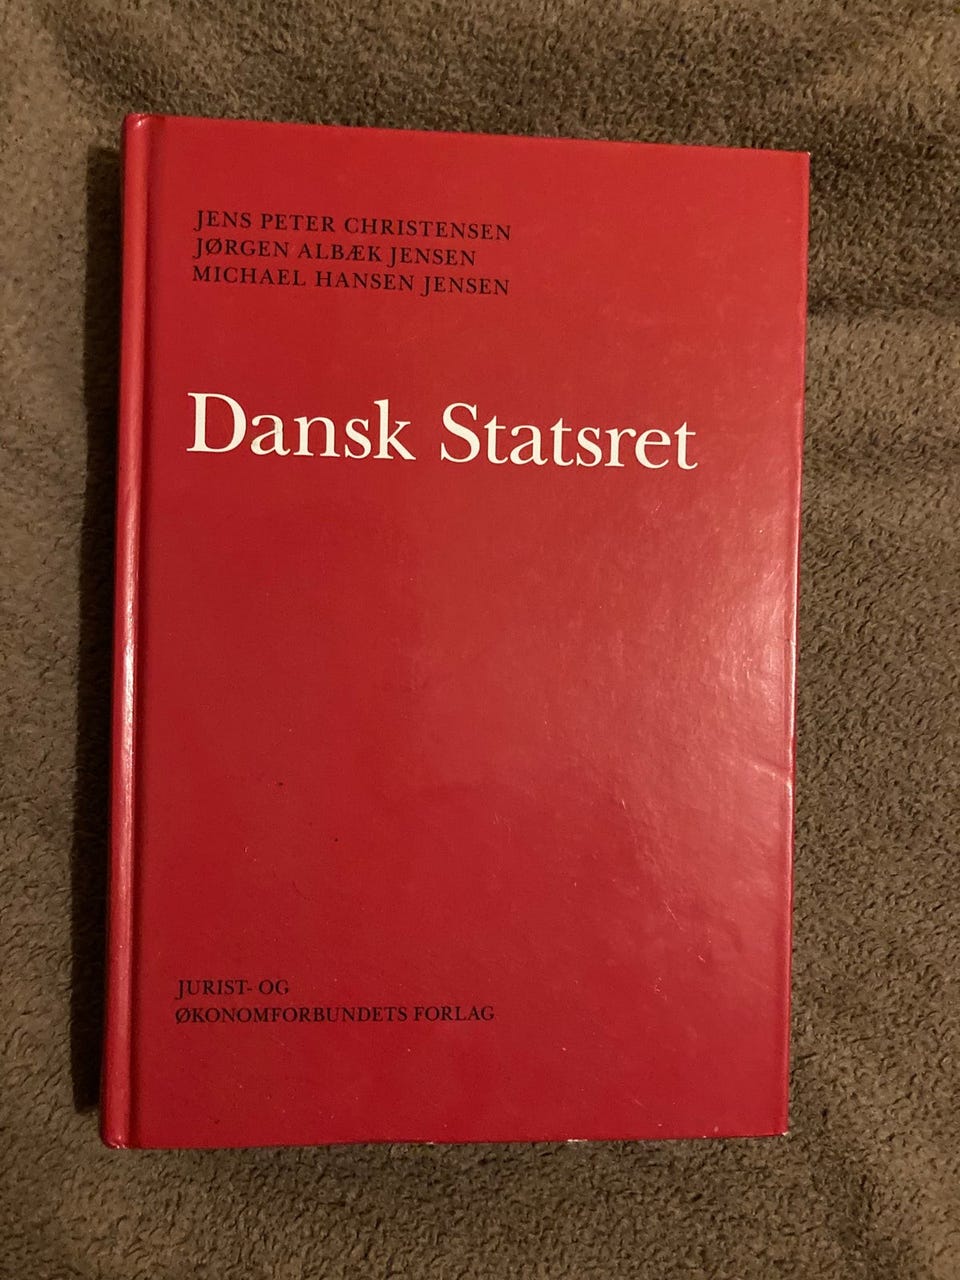 JENS PETER CHRISTENSEN
JØRGEN ALBÆK JENSEN
MICHAEL HANSEN JENSEN
Dansk Statsret
JURIST- OG
ØKONOMFORBUNDETS FORLAG